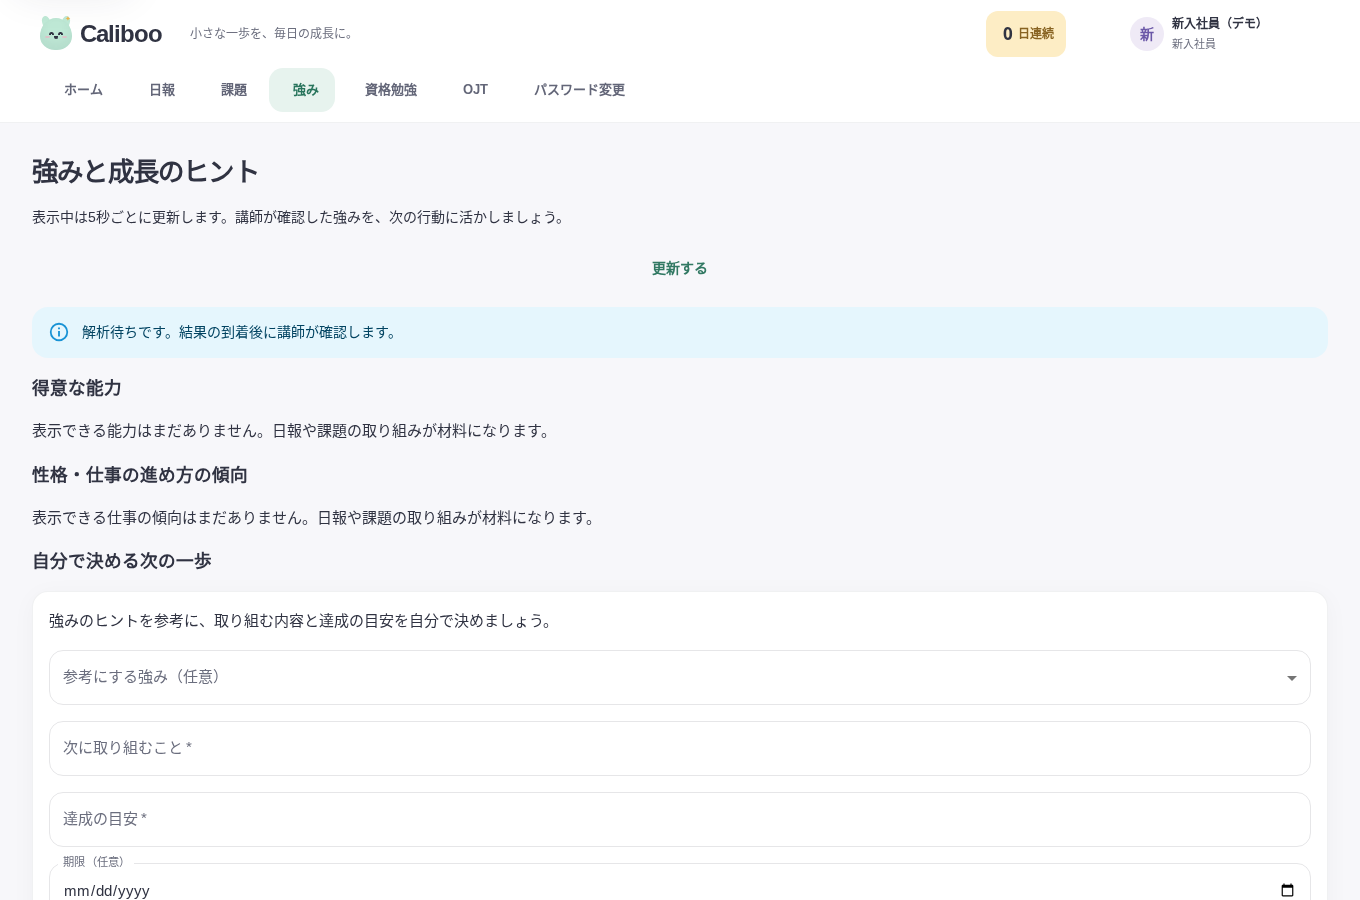 Caliboo
小さな一歩を、毎日の成長に。
0 日連続
新
新入社員（デモ）
新入社員
ホーム
日報
課題
強み
資格勉強
OJT
パスワード変更
強みと成長のヒント
表示中は5秒ごとに更新します。講師が確認した強みを、次の行動に活かしましょう。
更新する
解析待ちです。結果の到着後に講師が確認します。
得意な能力
表示できる能力はまだありません。日報や課題の取り組みが材料になります。
性格・仕事の進め方の傾向
表示できる仕事の傾向はまだありません。日報や課題の取り組みが材料になります。
自分で決める次の一歩
強みのヒントを参考に、取り組む内容と達成の目安を自分で決めましょう。
参考にする強み（任意）
次に取り組むこと *
達成の目安 *
期限（任意）
mm/dd/yyyy